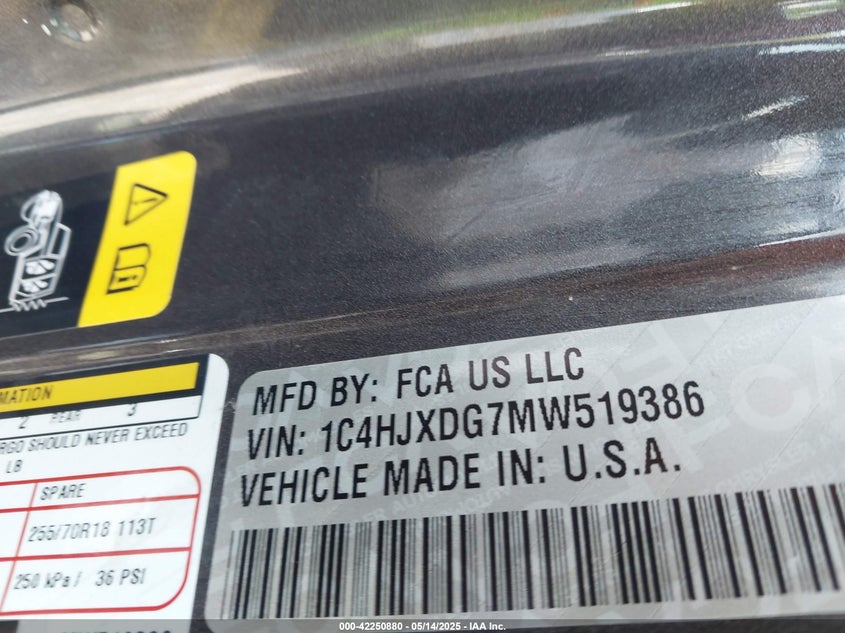 MATION
2 REAR 3
RGO SHOULD NEVER EXCEED
LB
SPARE
255/70R18 113T
250 kPa / 36 PSI
MFD BY: FCA US LLC
VIN: 1C4HJXDG7MW519386
VEHICLE MADE IN: U.S.A.
000-42250880 - 05/14/2025 - IAA Inc.